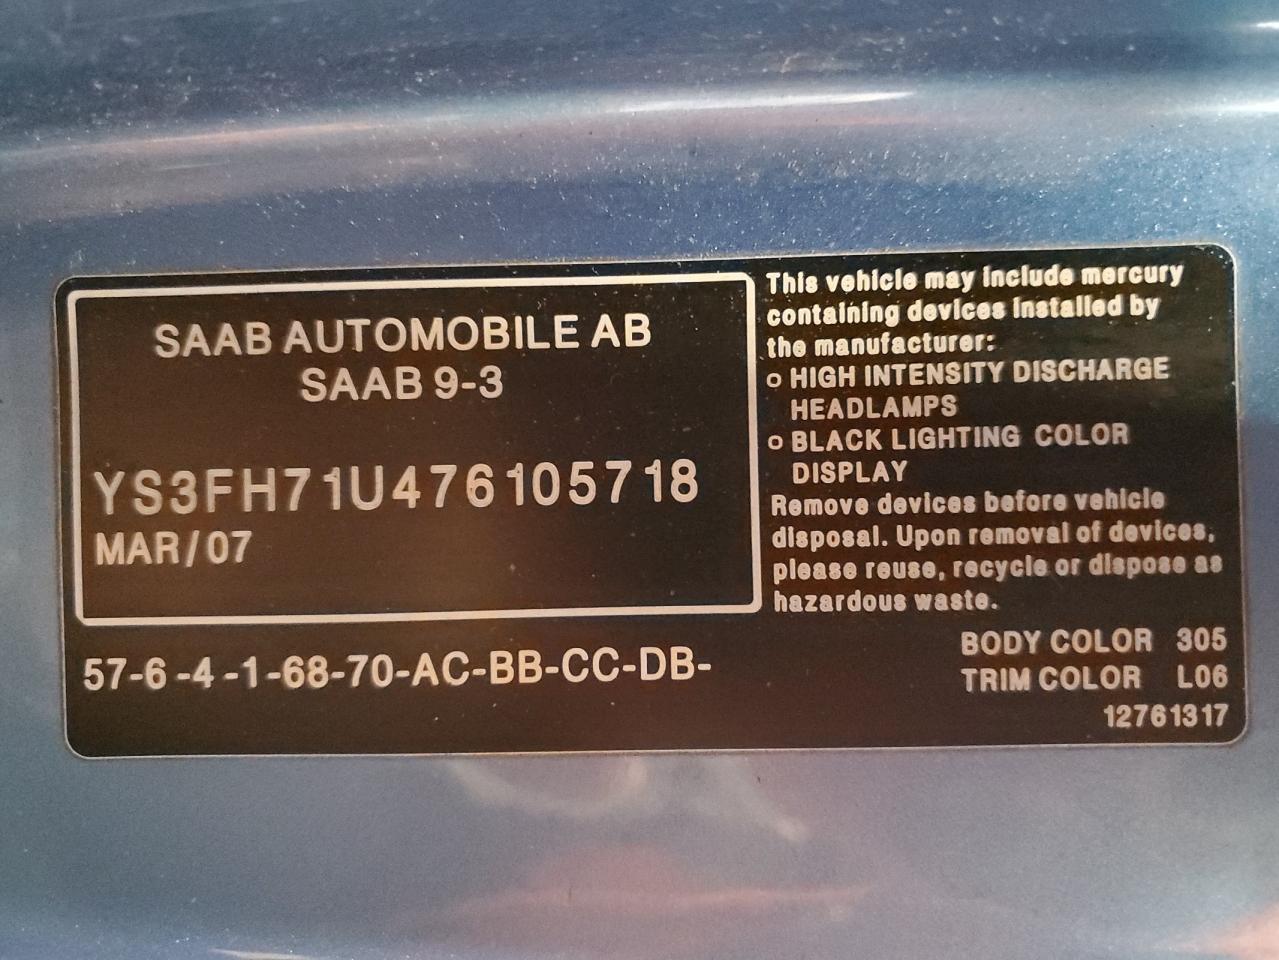 SAAB AUTOMOBILE AB
SAAB 9-3
YS3FH71U476105718
MAR/07
57-6-4-1-68-70-AC-BB-CC-DB-
This vehicle may include mercury
containing devices installed by
the manufacturer:
o HIGH INTENSITY DISCHARGE
HEADLAMPS
o BLACK LIGHTING COLOR
DISPLAY
Remove devices before vehicle
disposal. Upon removal of devices,
please reuse, recycle or dispose as
hazardous waste.
BODY COLOR 305
TRIM COLOR L06
12761317